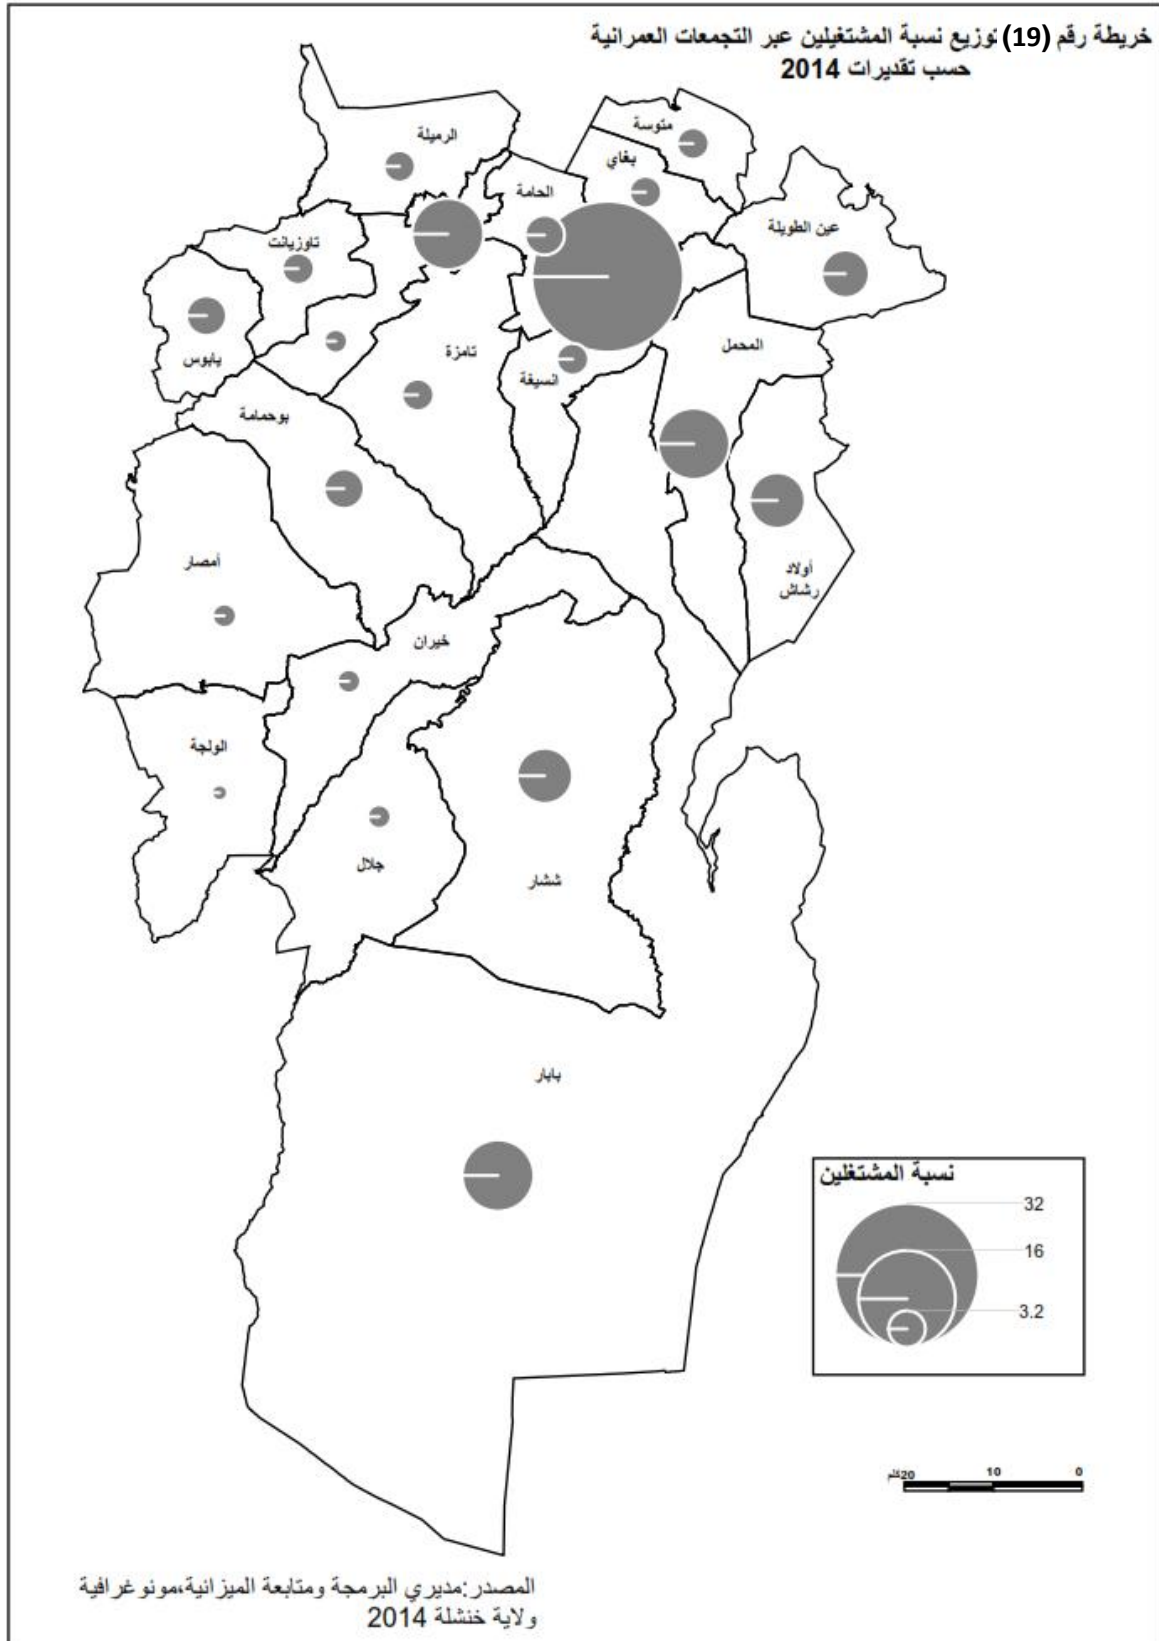 خريطة رقم (19) توزيع نسبة المشتغيلين عبر التجمعات العمرانية
حسب تقديرات 2014
متوسة
الرميلة
بغاي
الحامة
عين الطويلة
تاوزيانت
المحمل
تامزة
يابوس
انسيغة
بوحمامة
أمصار
أولاد
رشاش
خيران
الولجة
جلال
ششار
بابار
نسبة المشتغلين
32
16
3.2
0
10
20كلم
المصدر:مديري البرمجة ومتابعة الميزانية،مونوغرافية
ولاية خنشلة 2014